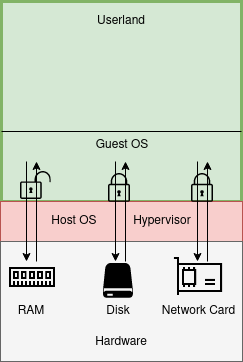 Userland
Guest OS
Host OS
Hypervisor
RAM
Disk
Network Card
Hardware